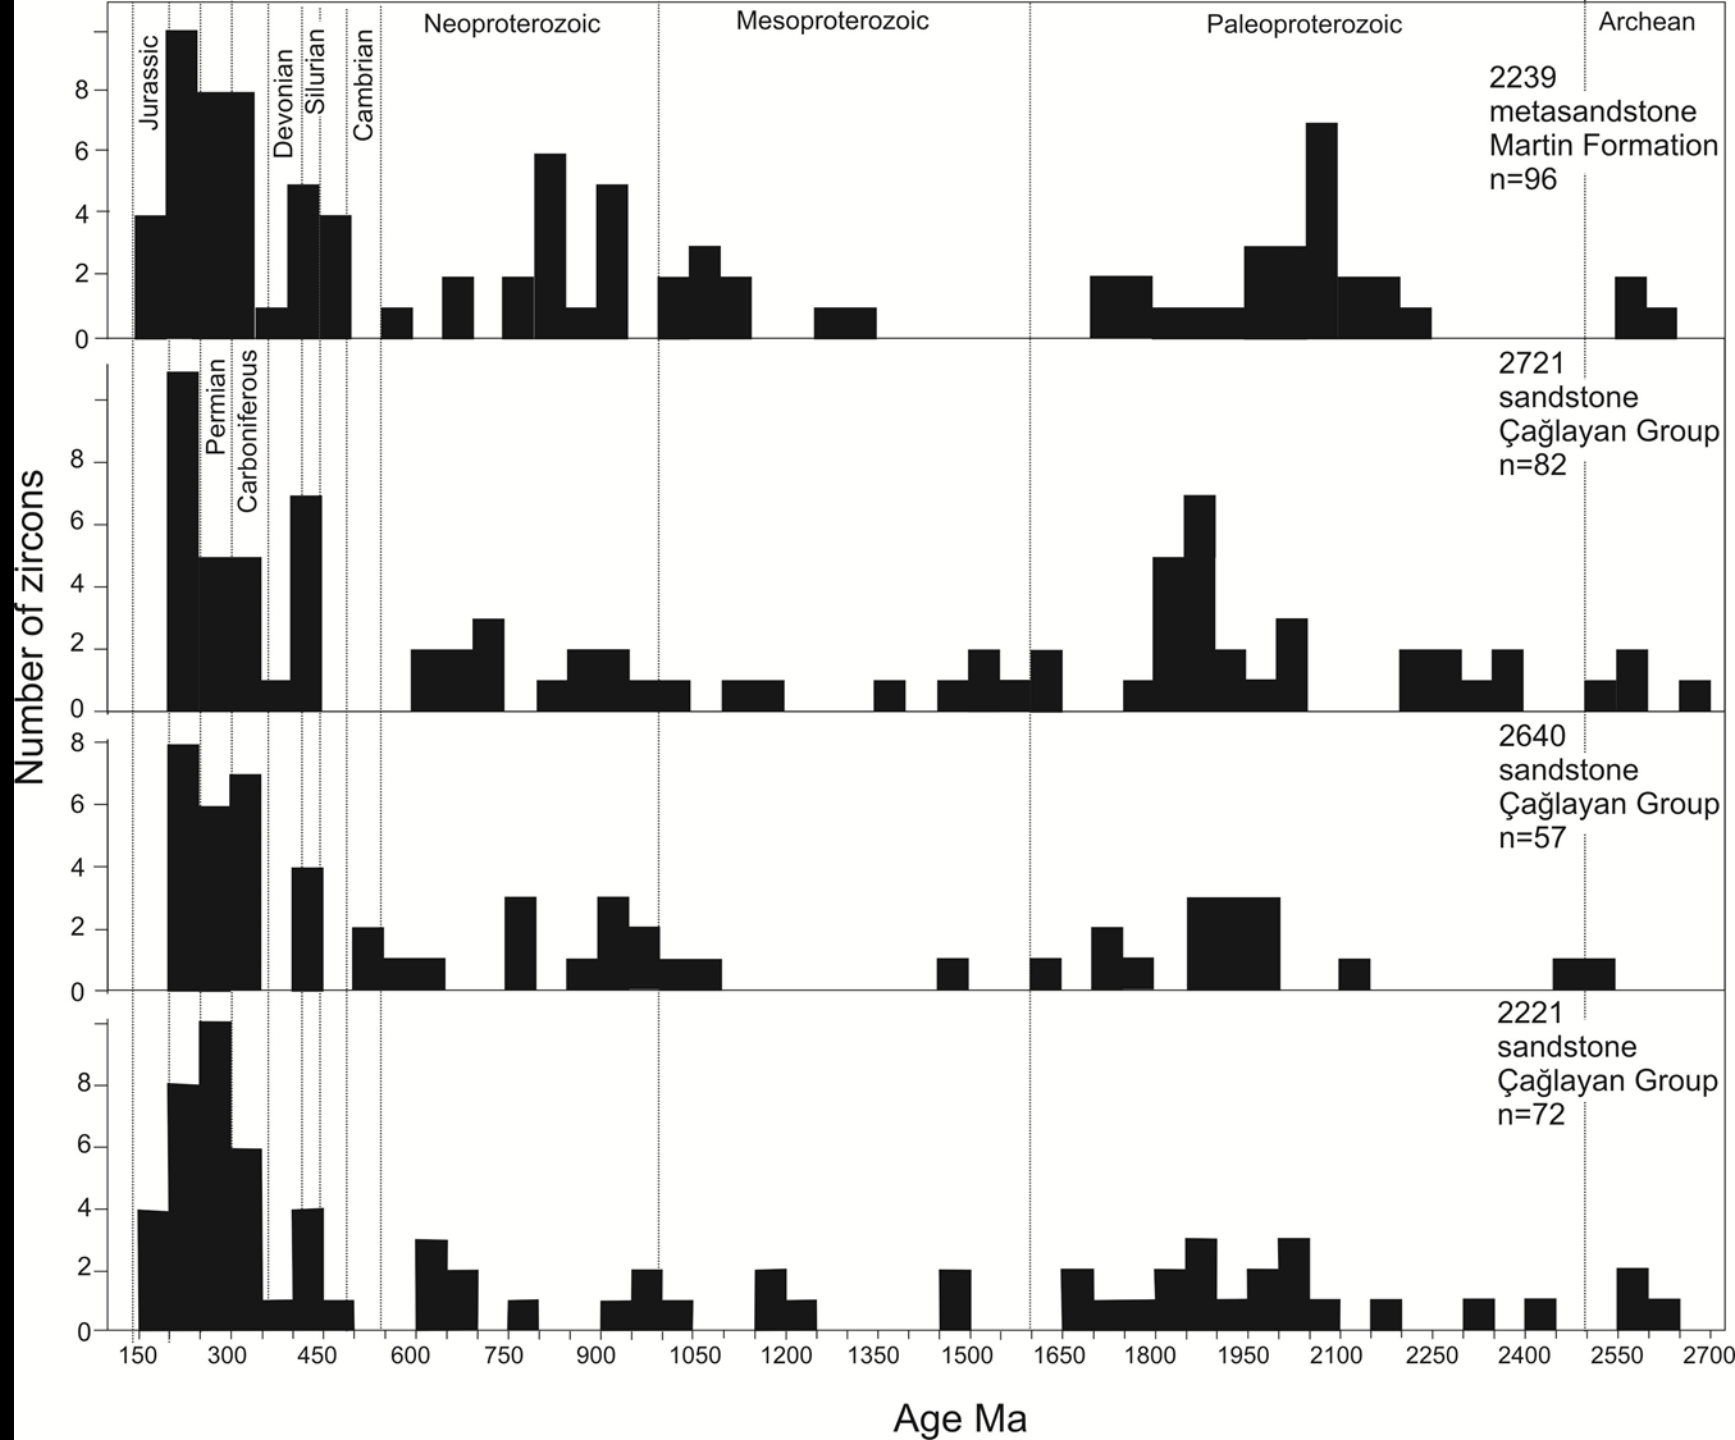 Neoproterozoic
Mesoproterozoic
Paleoproterozoic
Archean
Jurassic
Devonian
Silurian
Cambrian
8
6
4
2
0
2239
metasandstone
Martin Formation
n=96
Permian
Carboniferous
8
6
4
2
0
2721
sandstone
Çağlayan Group
n=82
Number of zircons
8
6
4
2
0
2640
sandstone
Çağlayan Group
n=57
8
6
4
2
0
2221
sandstone
Çağlayan Group
n=72
150 300 450 600 750 900 1050 1200 1350 1500 1650 1800 1950 2100 2250 2400 2550 2700
Age Ma